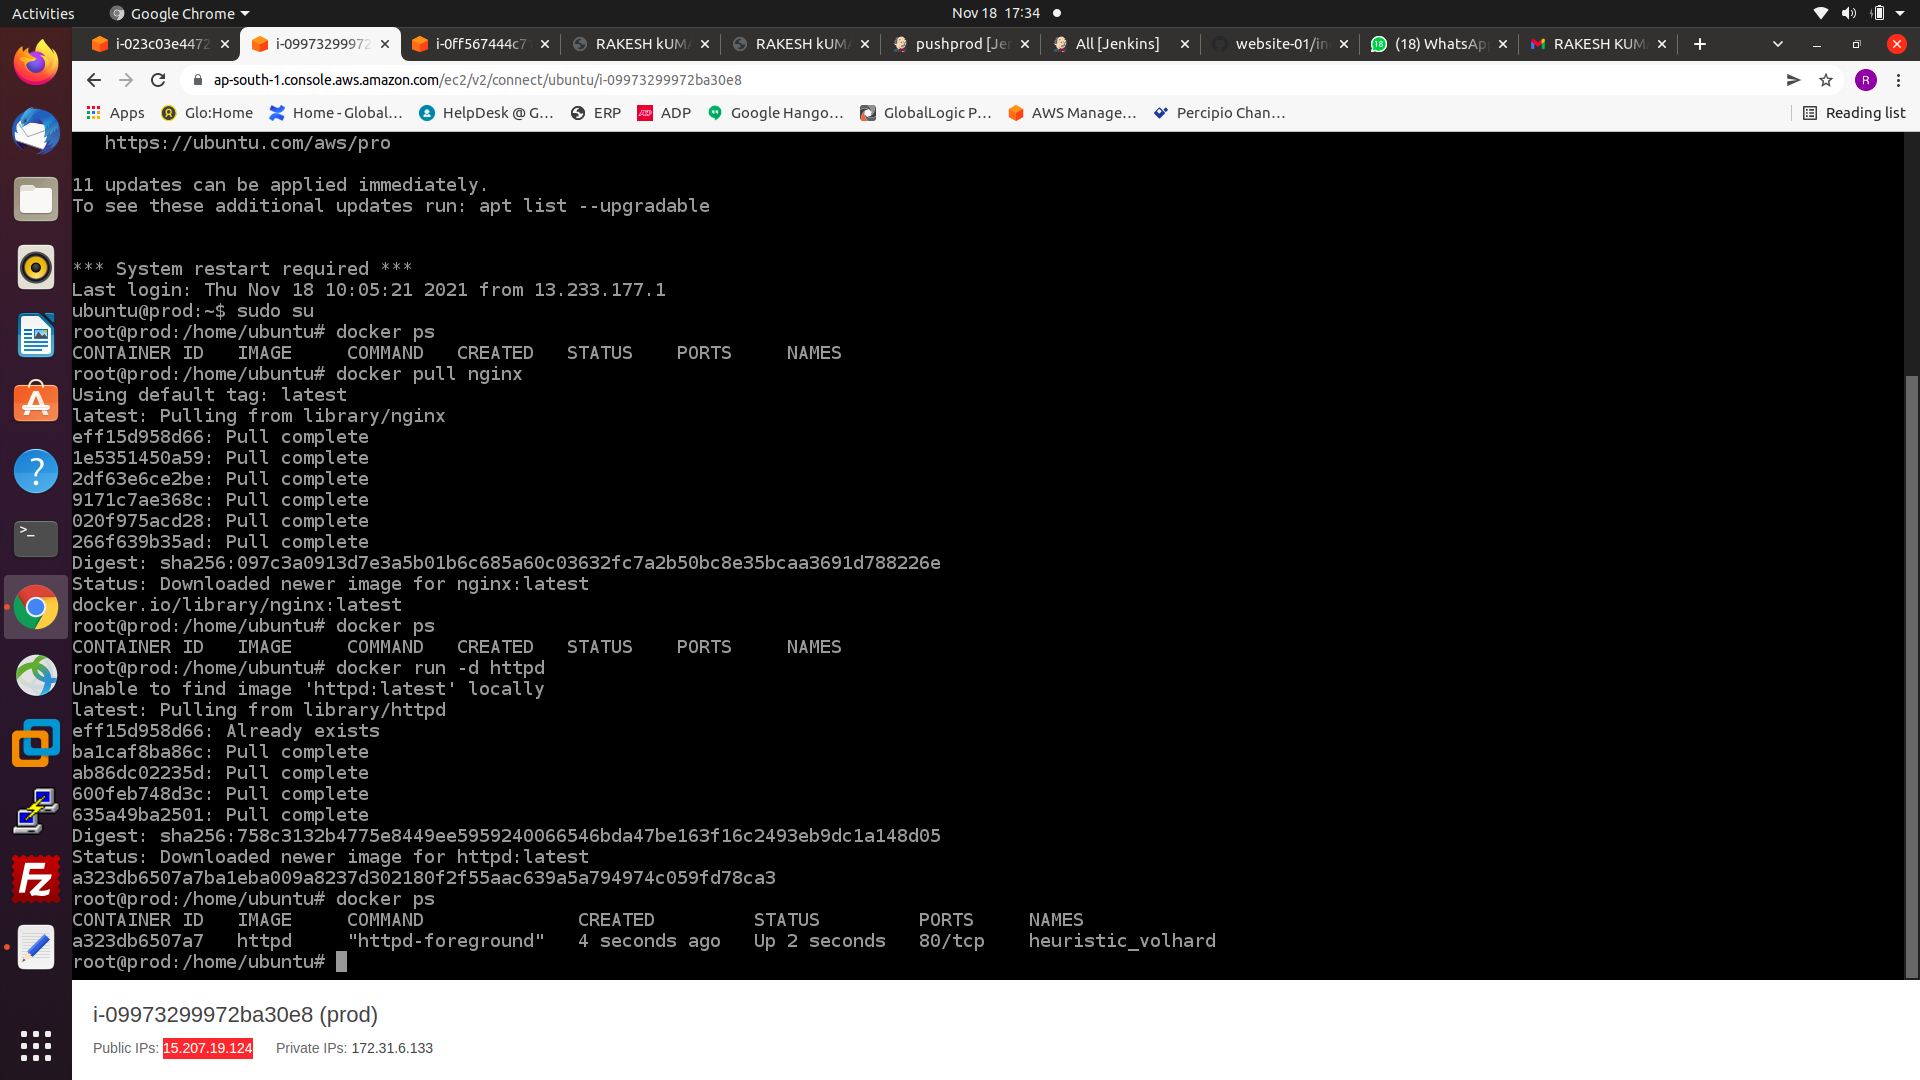 Activities
Google Chrome
Nov 18 17:34
i-023c03e4472
i-09973299972
i-0ff567444c7
RAKESH kUMA
RAKESH kUMA
pushprod [Je
All [Jenkins]
website-01/in
(18) WhatsAp
RAKESH KUM
ap-south-1.console.aws.amazon.com/ec2/v2/connect/ubuntu/i-09973299972ba30e8
R
Apps
Glo:Home
Home - Global...
HelpDesk @ G...
ERP
ADP
Google Hango...
GlobalLogic P...
AWS Manage...
Percipio Chan...
Reading list
https://ubuntu.com/aws/pro
11 updates can be applied immediately.
To see these additional updates run: apt list --upgradable
*** System restart required ***
Last login: Thu Nov 18 10:05:21 2021 from 13.233.177.1
ubuntu@prod:~$ sudo su
root@prod:/home/ubuntu# docker ps
CONTAINER ID   IMAGE     COMMAND   CREATED   STATUS    PORTS     NAMES
root@prod:/home/ubuntu# docker pull nginx
Using default tag: latest
latest: Pulling from library/nginx
eff15d958d66: Pull complete
1e5351450a59: Pull complete
2df63e6ce2be: Pull complete
9171c7ae368c: Pull complete
020f975acd28: Pull complete
266f639b35ad: Pull complete
Digest: sha256:097c3a0913d7e3a5b01b6c685a60c03632fc7a2b50bc8e35bcaa3691d788226e
Status: Downloaded newer image for nginx:latest
docker.io/library/nginx:latest
root@prod:/home/ubuntu# docker ps
CONTAINER ID   IMAGE     COMMAND   CREATED   STATUS    PORTS     NAMES
root@prod:/home/ubuntu# docker run -d httpd
Unable to find image 'httpd:latest' locally
latest: Pulling from library/httpd
eff15d958d66: Already exists
ba1caf8ba86c: Pull complete
ab86dc02235d: Pull complete
600feb748d3c: Pull complete
635a49ba2501: Pull complete
Digest: sha256:758c3132b4775e8449ee5959240066546bda47be163f16c2493eb9dc1a148d05
Status: Downloaded newer image for httpd:latest
a323db6507a7ba1eba009a8237d302180f2f55aac639a5a794974c059fd78ca3
root@prod:/home/ubuntu# docker ps
CONTAINER ID   IMAGE     COMMAND              CREATED         STATUS         PORTS     NAMES
a323db6507a7   httpd     "httpd-foreground"   4 seconds ago   Up 2 seconds   80/tcp    heuristic_volhard
root@prod:/home/ubuntu#
i-09973299972ba30e8 (prod)
Public IPs: 15.207.19.124 Private IPs: 172.31.6.133